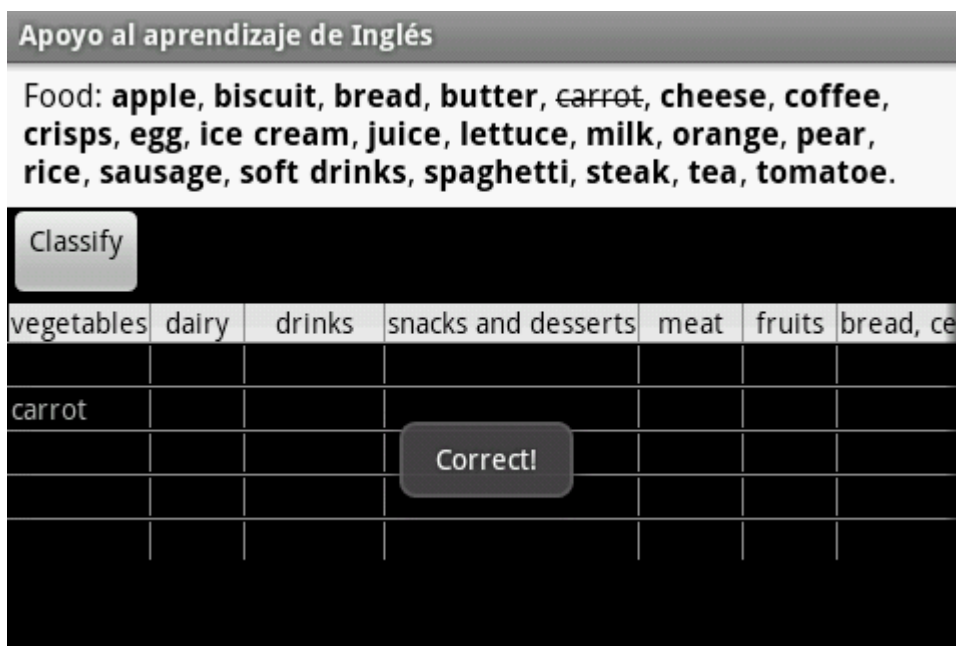 Apoyo al aprendizaje de Inglés
Food: apple, biscuit, bread, butter, carrot, cheese, coffee,
crisps, egg, ice cream, juice, lettuce, milk, orange, pear,
rice, sausage, soft drinks, spaghetti, steak, tea, tomatoe.
Classify
vegetables dairy drinks snacks and desserts meat fruits bread, ce
carrot
Correct!